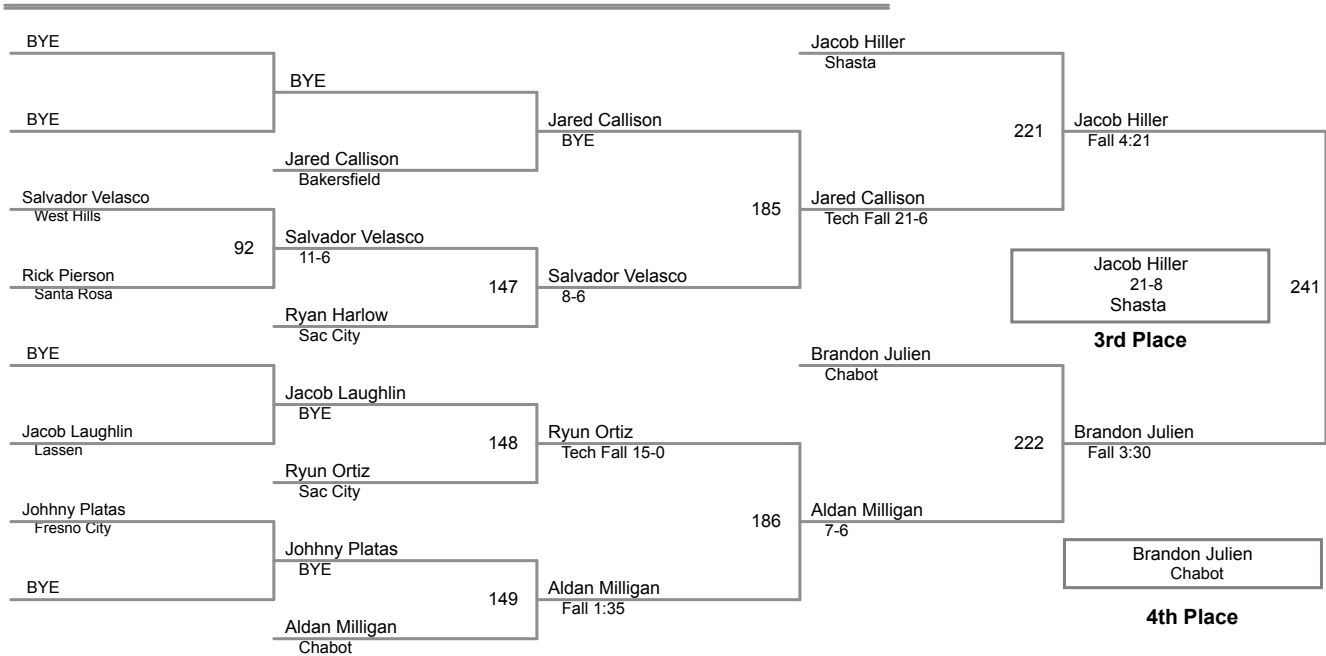 BYE
BYE
BYE
Jared Callison
Bakersfield
Jared Callison
BYE
Salvador Velasco
West Hills
Rick Pierson
Santa Rosa
92
Salvador Velasco
11-6
Ryan Harlow
Sac City
147
Salvador Velasco
8-6
185
Jared Callison
Tech Fall 21-6
Jacob Hiller
Shasta
221
Jacob Hiller
Fall 4:21
BYE
Jacob Laughlin
Lassen
Jacob Laughlin
BYE
Ryun Ortiz
Sac City
148
Ryun Ortiz
Tech Fall 15-0
Johhny Platas
Fresno City
BYE
Johhny Platas
BYE
Aldan Milligan
Chabot
149
Aldan Milligan
Fall 1:35
186
Aldan Milligan
7-6
Brandon Julien
Chabot
222
Brandon Julien
Fall 3:30
241
Jacob Hiller
21-8
Shasta
3rd Place
Brandon Julien
Chabot
4th Place